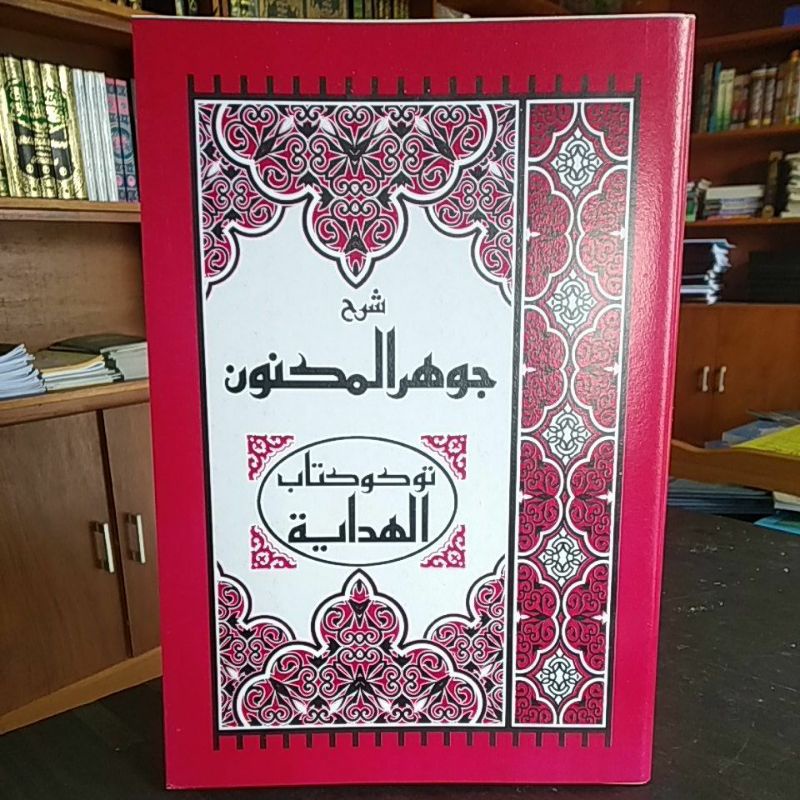 شرح
جوهر المكنون
توكو كتاب
الهداية